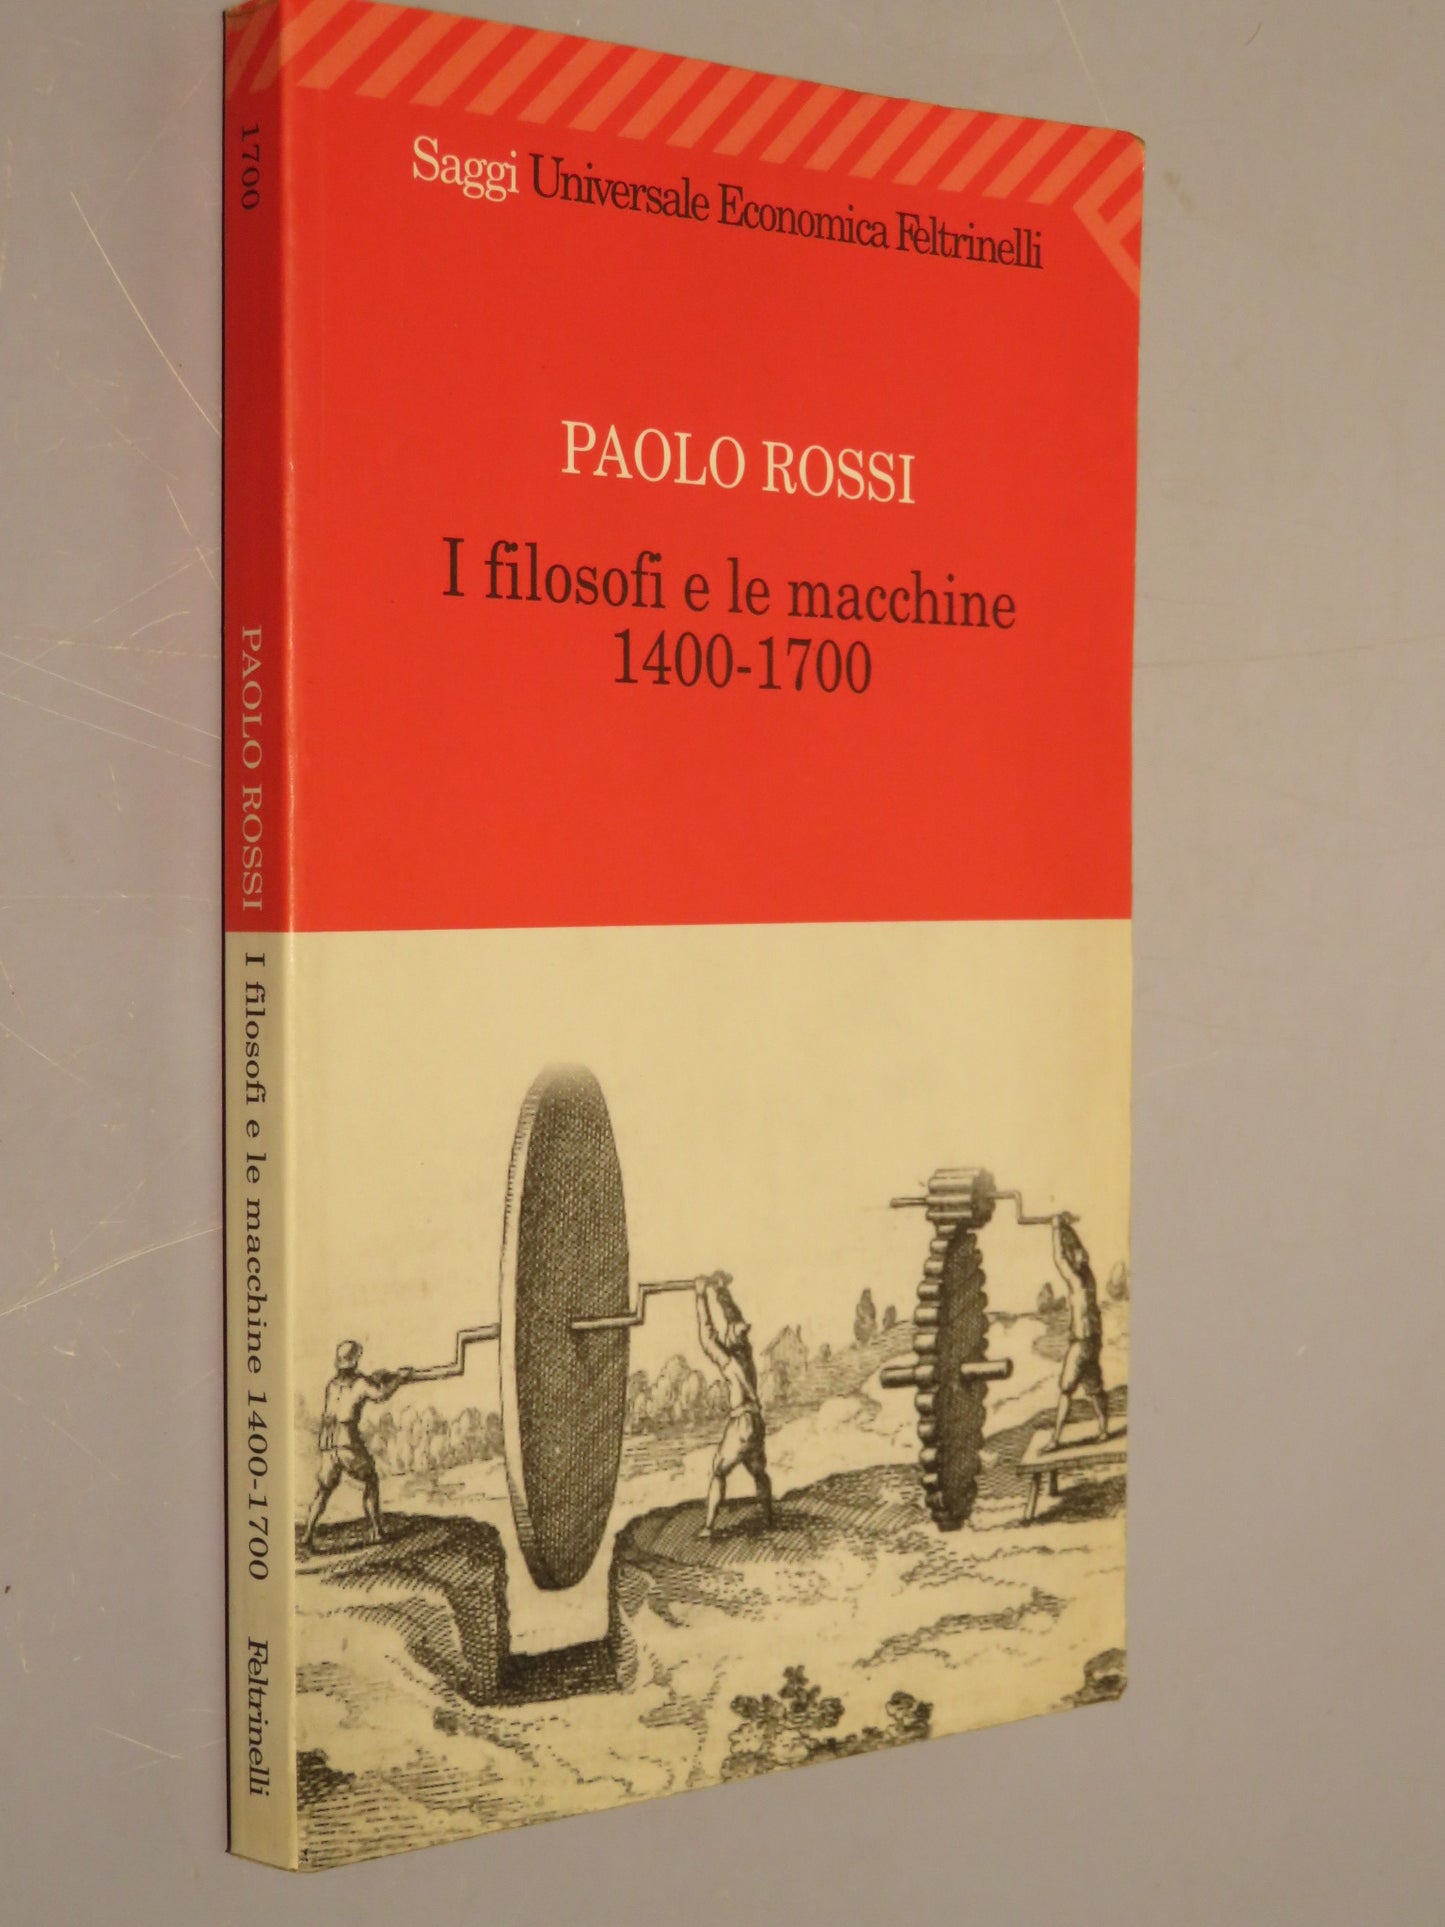 Saggi Universale Economica Feltrinelli
PAOLO ROSSI
I filosofi e le macchine
1400-1700
1700 PAOLO ROSSI I filosofi e le macchine 1400-1700 Feltrinelli